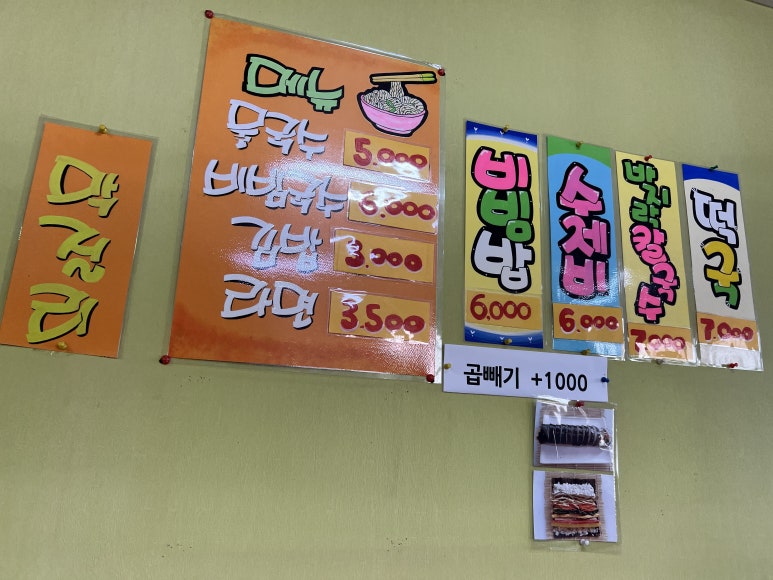 메뉴
물국수 5.000
비빔국수 6.000
김밥 3.000
라면 3.500
비빔밥
6.000
수제비
6.000
바지락칼국수
7.000
떡국
7.000
곱빼기 +1000